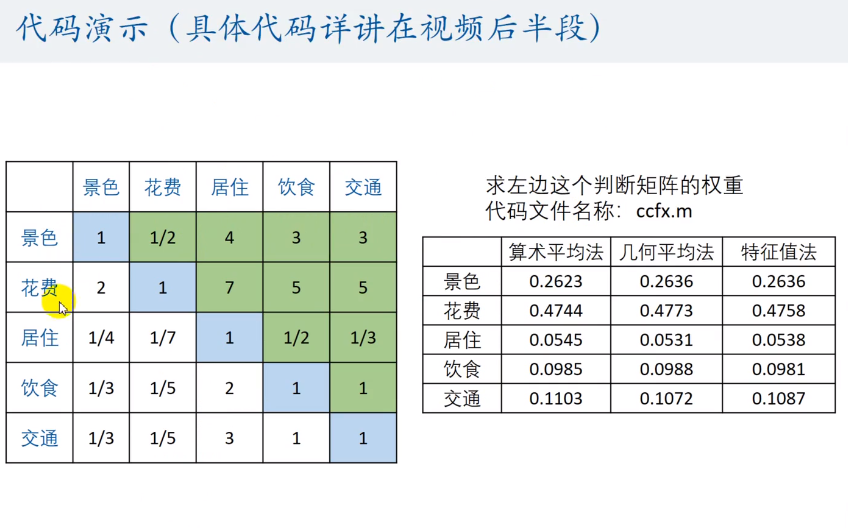 代码演示（具体代码详讲在视频后半段）
景色 花费 居住 饮食 交通
景色 1 1/2 4 3 3
花费 2 1 7 5 5
居住 1/4 1/7 1 1/2 1/3
饮食 1/3 1/5 2 1 1
交通 1/3 1/5 3 1 1
求左边这个判断矩阵的权重
代码文件名称：ccfx.m
算术平均法 几何平均法 特征值法
景色 0.2623 0.2636 0.2636
花费 0.4744 0.4773 0.4758
居住 0.0545 0.0531 0.0538
饮食 0.0985 0.0988 0.0981
交通 0.1103 0.1072 0.1087